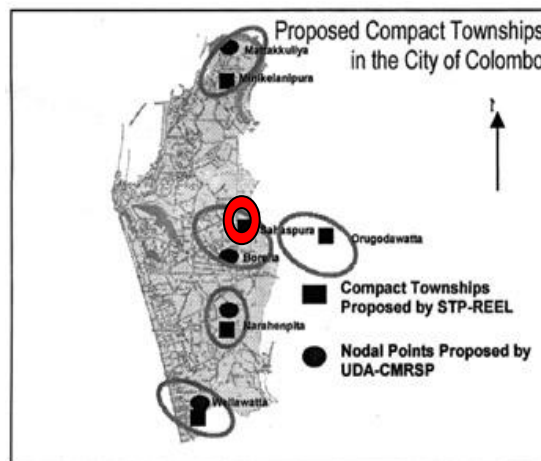 Proposed Compact Townships
in the City of Colombo
Mattakkuliya
Minikelanipura
Sahaspura
Orugodawatta
Borella
Compact Townships
Proposed by STP-REEL
Narahenpita
Nodal Points Proposed by
UDA-CMRSP
Wellawatta